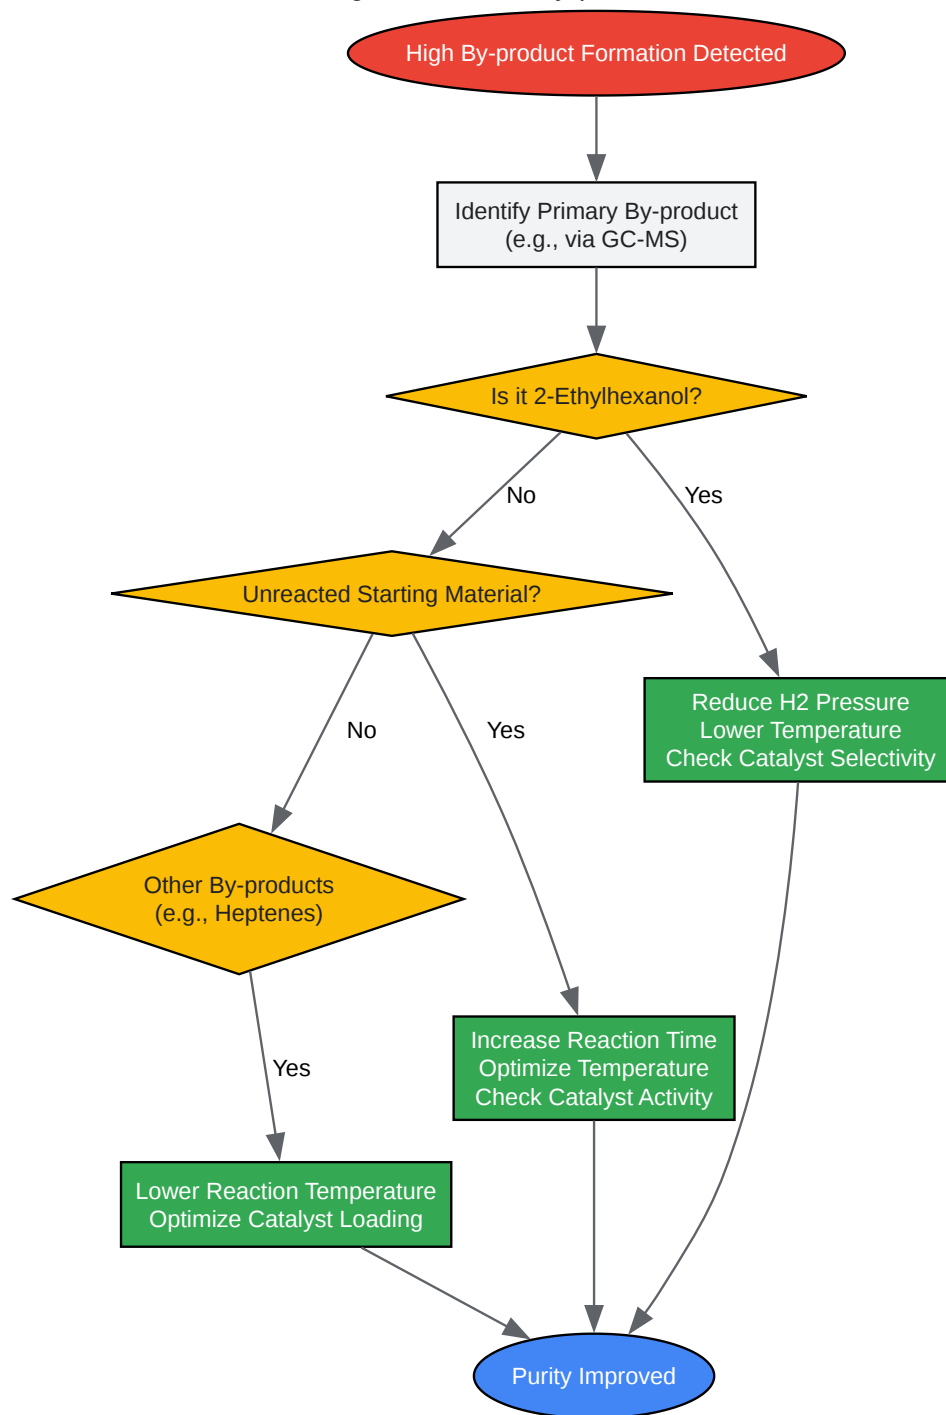 High By-product Formation Detected
Identify Primary By-product
(e.g., via GC-MS)
Is it 2-Ethylhexanol?
No
Yes
Unreacted Starting Material?
Reduce H2 Pressure
Lower Temperature
Check Catalyst Selectivity
No
Yes
Other By-products
(e.g., Heptenes)
Increase Reaction Time
Optimize Temperature
Check Catalyst Activity
Yes
Lower Reaction Temperature
Optimize Catalyst Loading
Purity Improved